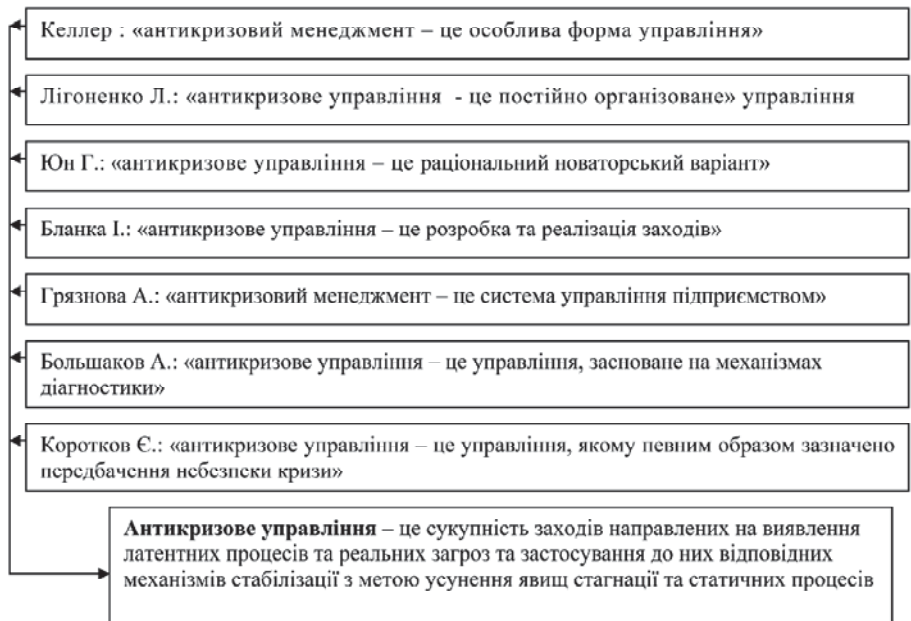 Келлер : «антикризовий менеджмент – це особлива форма управління»
Лігоненко Л.: «антикризове управління - це постійно організоване» управління
Юн Г.: «антикризове управління – це раціональний новаторський варіант»
Бланка І.: «антикризове управління – це розробка та реалізація заходів»
Грязнова А.: «антикризовий менеджмент – це система управління підприємством»
Большаков А.: «антикризове управління – це управління, засноване на механізмах
діагностики»
Коротков Є.: «антикризове управління – це управління, якому певним образом зазначено
передбачення небезпеки кризи»
Антикризове управління – це сукупність заходів направлених на виявлення
латентних процесів та реальних загроз та застосування до них відповідних
механізмів стабілізації з метою усунення явищ стагнації та статичних процесів